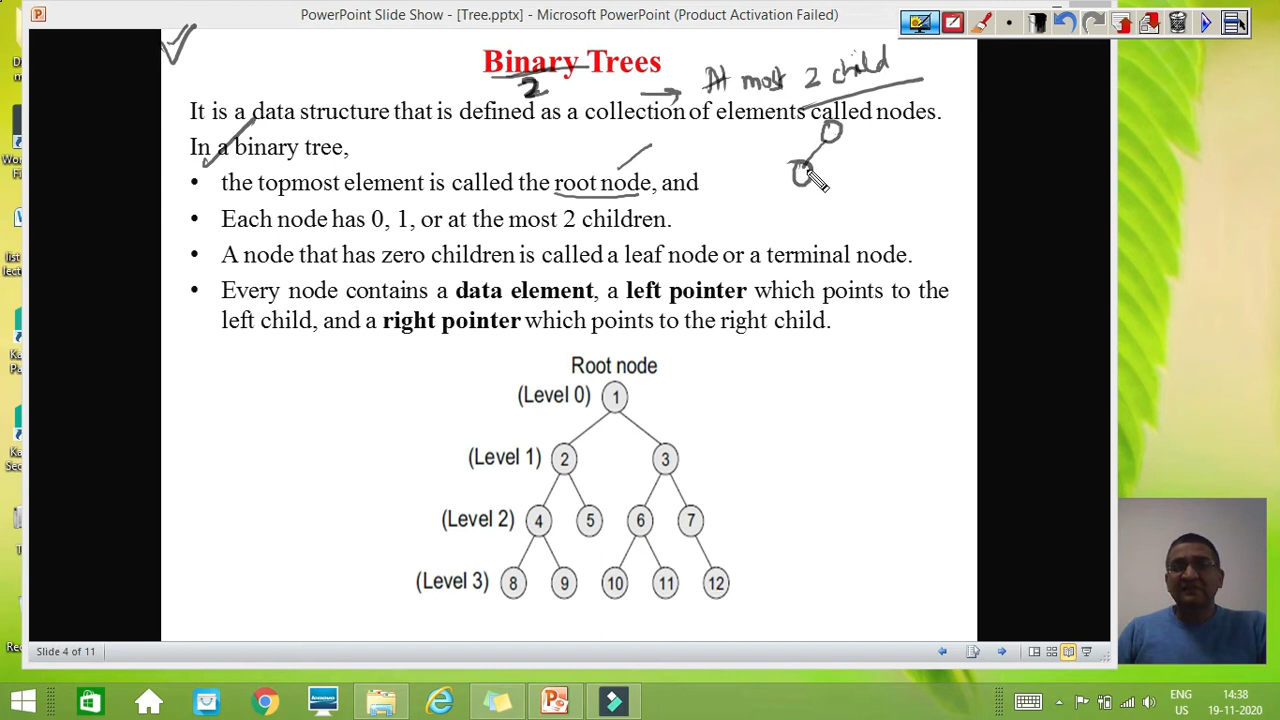 PowerPoint Slide Show - [Tree.pptx] - Microsoft PowerPoint (Product Activation Failed)
Binary Trees
2
At most 2 child
It is a data structure that is defined as a collection of elements called nodes.
In a binary tree,
• the topmost element is called the root node, and
• Each node has 0, 1, or at the most 2 children.
• A node that has zero children is called a leaf node or a terminal node.
• Every node contains a data element, a left pointer which points to the
left child, and a right pointer which points to the right child.
Root node
(Level 0) 1
(Level 1) 2 3
(Level 2) 4 5 6 7
(Level 3) 8 9 10 11 12
Slide 4 of 11
ENG 14:38
US 19-11-2020